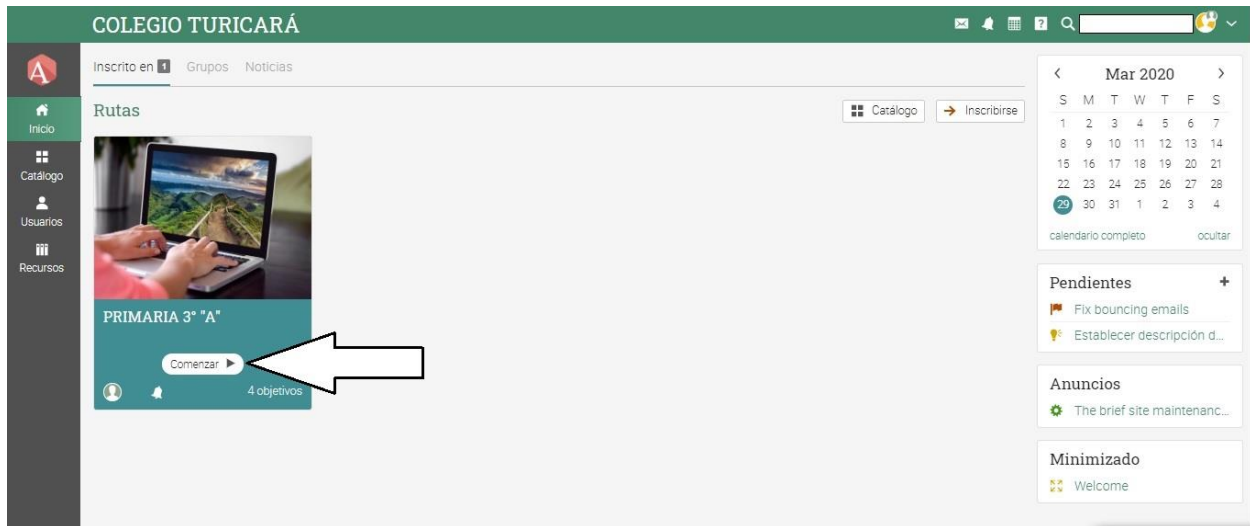 COLEGIO TURICARÁ
?
A
Inicio
Catálogo
Usuarios
Recursos
Inscrito en 1 Grupos Noticias
Rutas
Catálogo
Inscribirse
PRIMARIA 3° "A"
Comenzar
4 objetivos
< Mar 2020 >
S M T W T F S
1 2 3 4 5 6 7
8 9 10 11 12 13 14
15 16 17 18 19 20 21
22 23 24 25 26 27 28
29 30 31 1 2 3 4
calendario completo ocultar
Pendientes +
Fix bouncing emails
Establecer descripción d...
Anuncios
The brief site maintenanc...
Minimizado
Welcome